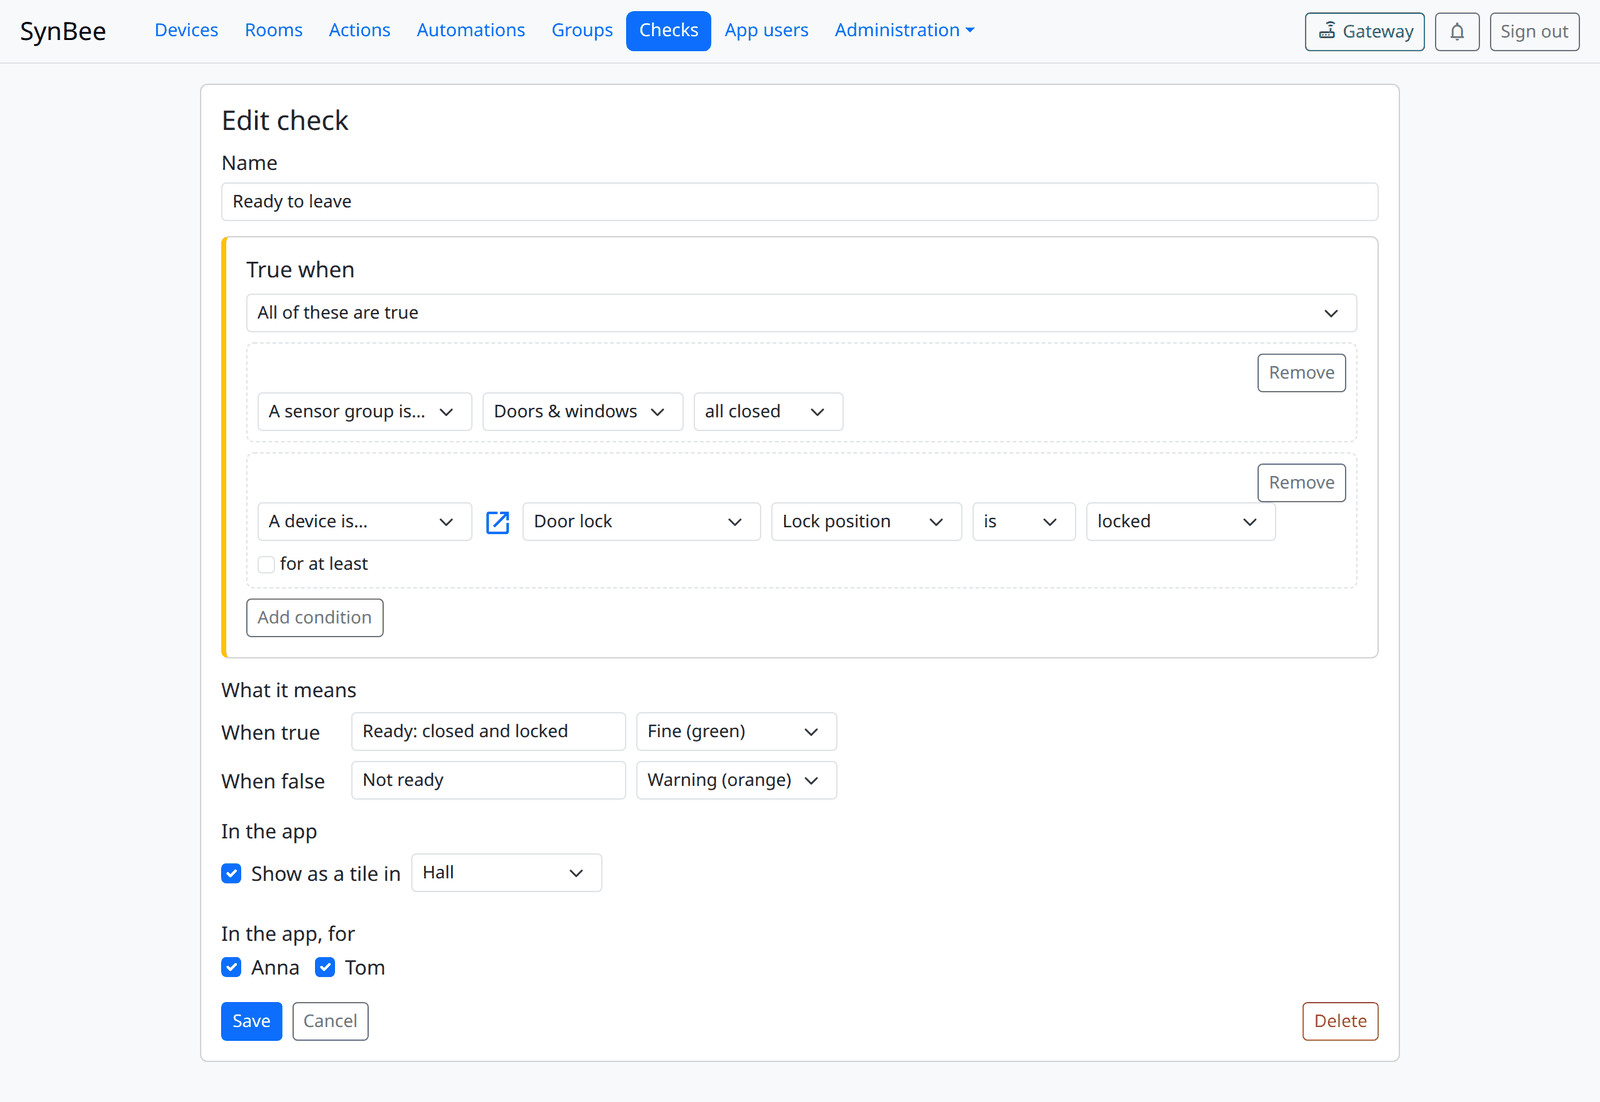 SynBee Devices Rooms Actions Automations Groups Checks App users Administration Gateway Sign out
Edit check
Name
Ready to leave
True when
All of these are true
Remove
A sensor group is... Doors & windows all closed
Remove
A device is... Door lock Lock position is locked
for at least
Add condition
What it means
When true Ready: closed and locked Fine (green)
When false Not ready Warning (orange)
In the app
Show as a tile in Hall
In the app, for
Anna Tom
Save Cancel Delete